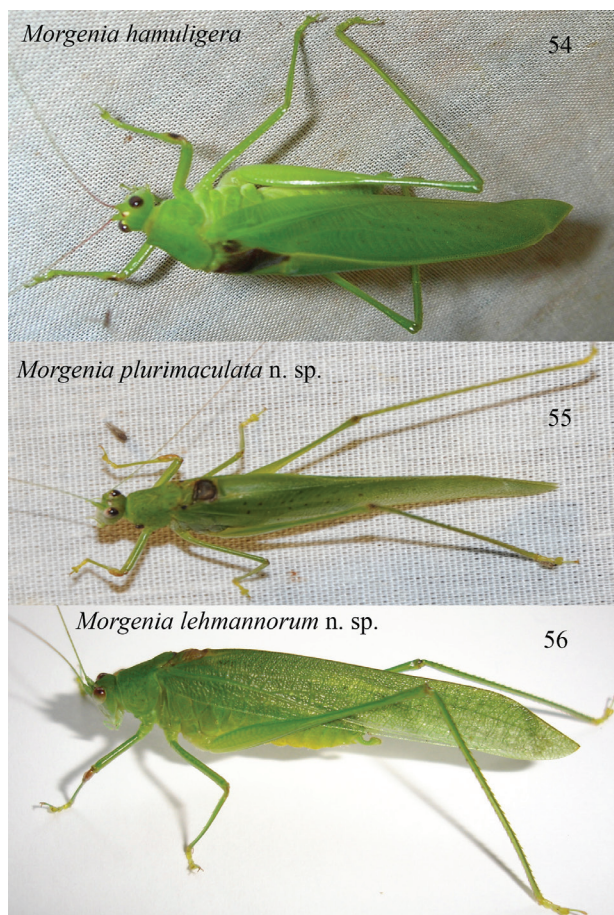 Morgenia hamuligera
54
Morgenia plurimaculata n. sp.
55
Morgenia lehmannorum n. sp.
56